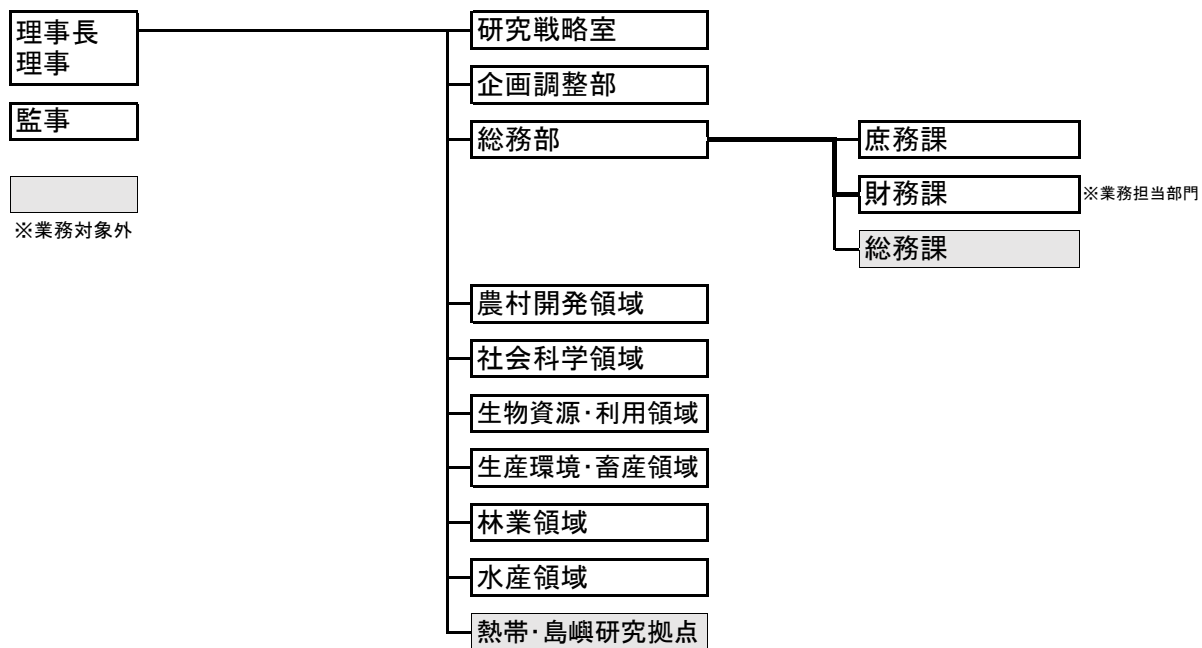 理事長
理事
監事
※業務対象外
研究戦略室
企画調整部
総務部
庶務課
財務課
※業務担当部門
総務課
農村開発領域
社会科学領域
生物資源･利用領域
生産環境･畜産領域
林業領域
水産領域
熱帯･島嶼研究拠点